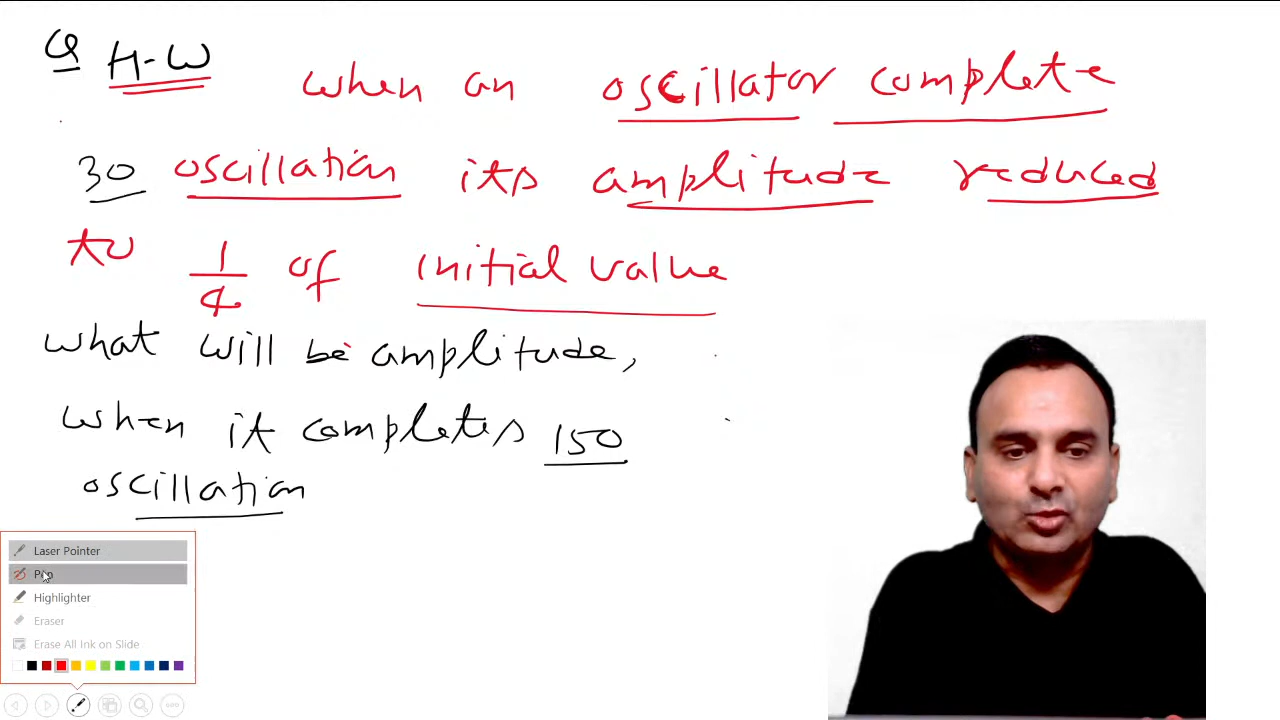 Q H-W when an oscillator complete
30 oscillation its amplitude reduced
to 1/4 of initial value
what will be amplitude,
when it completes 150
oscillation
Laser Pointer
Pen
Highlighter
Eraser
Erase All Ink on Slide